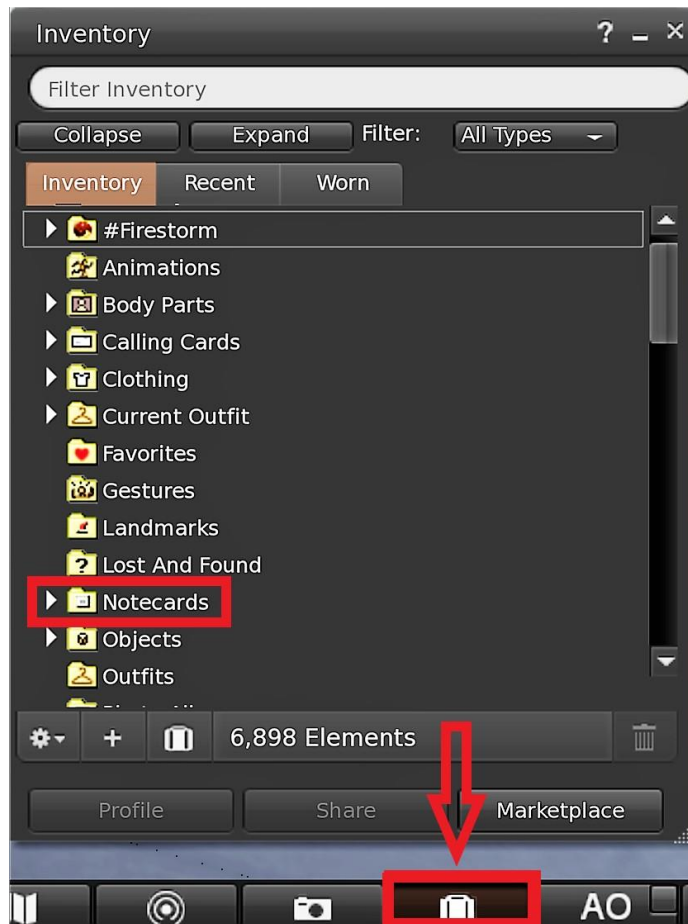 Inventory ? _ ×
Filter Inventory
Collapse Expand Filter: All Types
Inventory Recent Worn
#Firestorm
Animations
Body Parts
Calling Cards
Clothing
Current Outfit
Favorites
Gestures
Landmarks
Lost And Found
Notecards
Objects
Outfits
+ 6,898 Elements
Profile Share Marketplace
AO